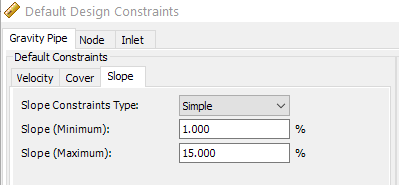 Default Design Constraints
Gravity Pipe Node Inlet
Default Constraints
Velocity Cover Slope
Slope Constraints Type: Simple
Slope (Minimum): 1.000 %
Slope (Maximum): 15.000 %